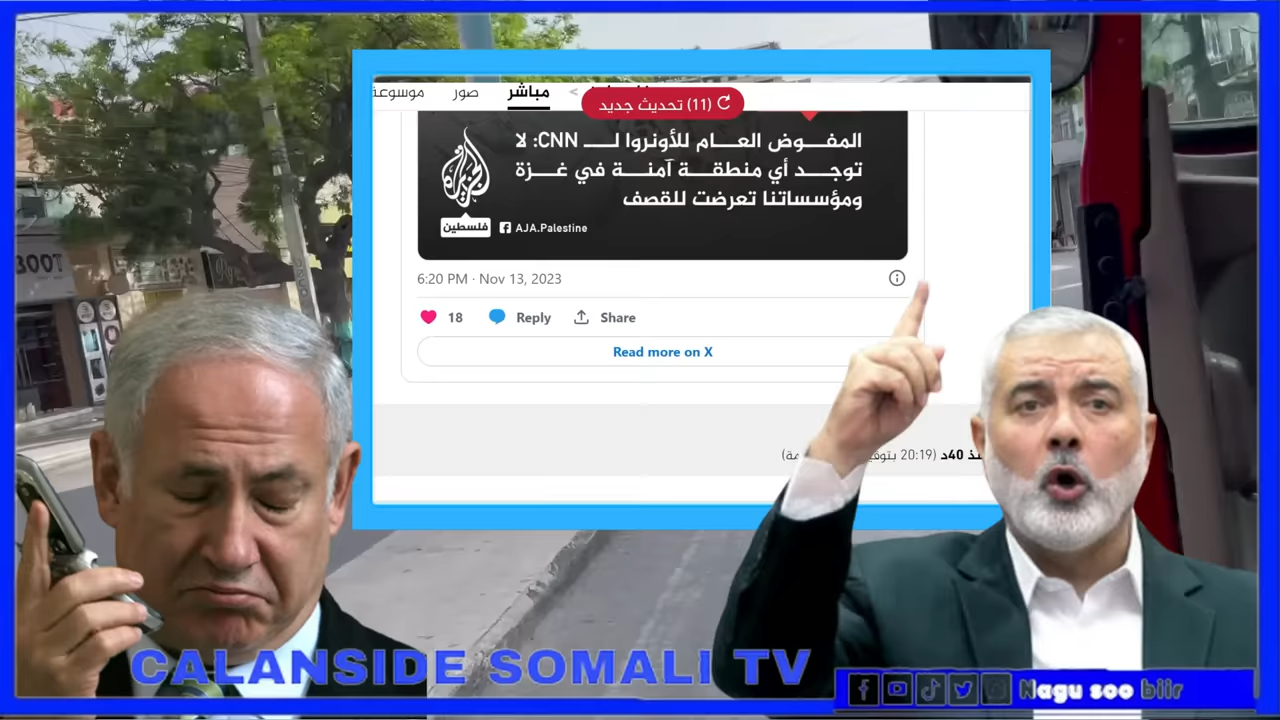 موسوعة صور مباشر >
(11) تحديث جديد
المفوض العام للأونروا لـ CNN: لا
توجد أي منطقة آمنة في غزة
ومؤسساتنا تعرضت للقصف
فلسطين AJA.Palestine
6:20 PM · Nov 13, 2023
18 Reply Share
Read more on X
40د (20:19
BOOT
CALANSIDE SOMALI TV
Nagu soo biir